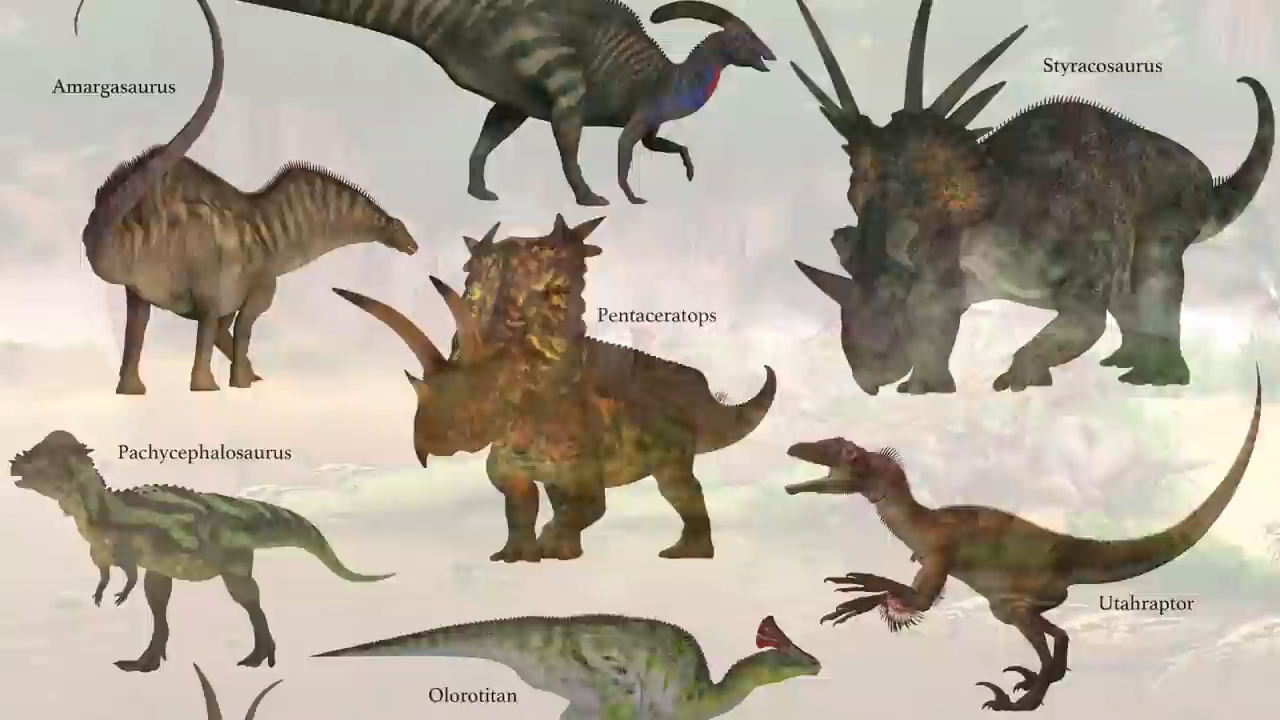 Styracosaurus
Amargasaurus
Pentaceratops
Pachycephalosaurus
Utahraptor
Olorotitan